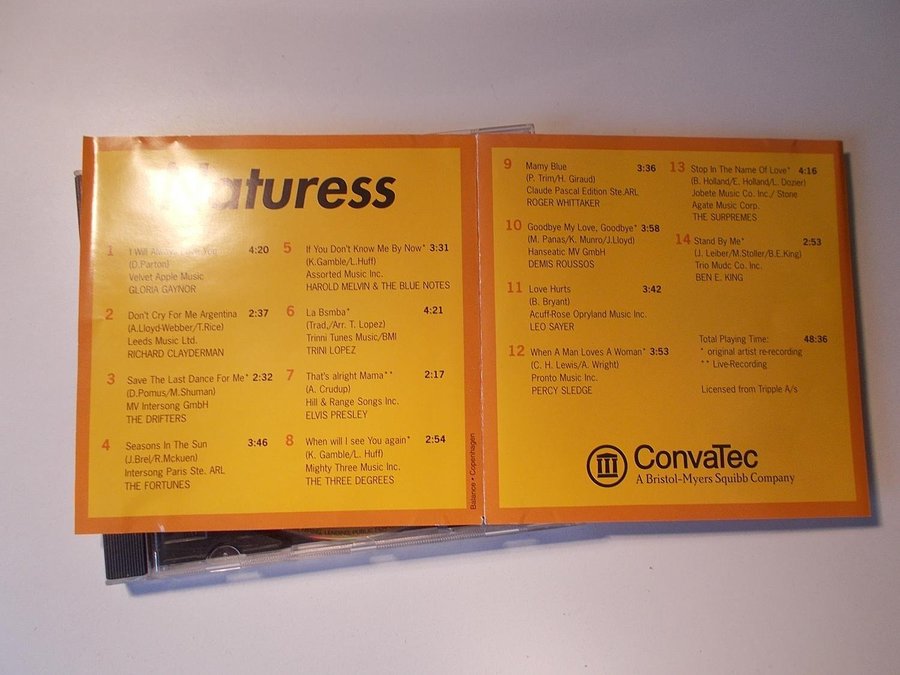 Naturess
1 I Will Always Love You 4:20
(D.Parton)
Velvet Apple Music
GLORIA GAYNOR
2 Don't Cry For Me Argentina 2:37
(A.Lloyd-Webber/T.Rice)
Leeds Music Ltd.
RICHARD CLAYDERMAN
3 Save The Last Dance For Me* 2:32
(D.Pomus/M.Shuman)
MV Intersong GmbH
THE DRIFTERS
4 Seasons In The Sun 3:46
(J.Brel/R.Mckuen)
Intersong Paris Ste. ARL
THE FORTUNES
5 If You Don't Know Me By Now* 3:31
(K.Gamble/L.Huff)
Assorted Music Inc.
HAROLD MELVIN & THE BLUE NOTES
6 La Bsmba* 4:21
(Trad,/Arr. T. Lopez)
Trinni Tunes Music/BMI
TRINI LOPEZ
7 That's alright Mama** 2:17
(A. Crudup)
Hill & Range Songs Inc.
ELVIS PRESLEY
8 When will I see You again* 2:54
(K. Gamble/L. Huff)
Mighty Three Music Inc.
THE THREE DEGREES
Balance • Copenhagen
9 Mamy Blue 3:36
(P. Trim/H. Giraud)
Claude Pascal Edition Ste.ARL
ROGER WHITTAKER
10 Goodbye My Love, Goodbye* 3:58
(M. Panas/K. Munro/J.Lloyd)
Hanseatic MV GmbH
DEMIS ROUSSOS
11 Love Hurts 3:42
(B. Bryant)
Acuff-Rose Opryland Music Inc.
LEO SAYER
12 When A Man Loves A Woman* 3:53
(C. H. Lewis/A. Wright)
Pronto Music Inc.
PERCY SLEDGE
13 Stop In The Name Of Love* 4:16
(B. Holland/E. Holland/L. Dozier)
Jobete Music Co. Inc./ Stone
Agate Music Corp.
THE SURPREMES
14 Stand By Me* 2:53
(J. Leiber/M.Stoller/B.E.King)
Trio Mudc Co. Inc.
BEN E. KING
Total Playing Time: 48:36
* original artist re-recording
** Live-Recording
Licensed from Tripple A/s
ConvaTec
A Bristol-Myers Squibb Company